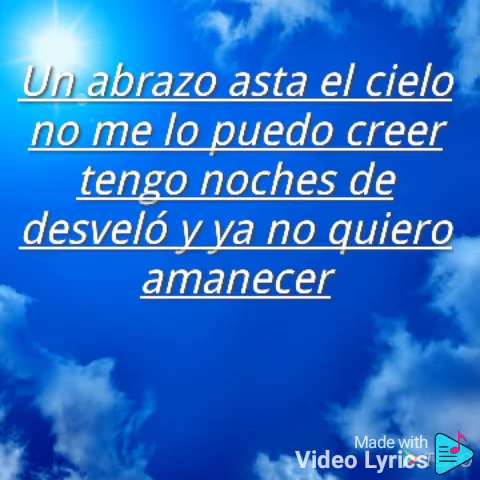 Un abrazo asta el cielo
no me lo puedo creer
tengo noches de
desveló y ya no quiero
amanecer
Made with
Video Lyrics